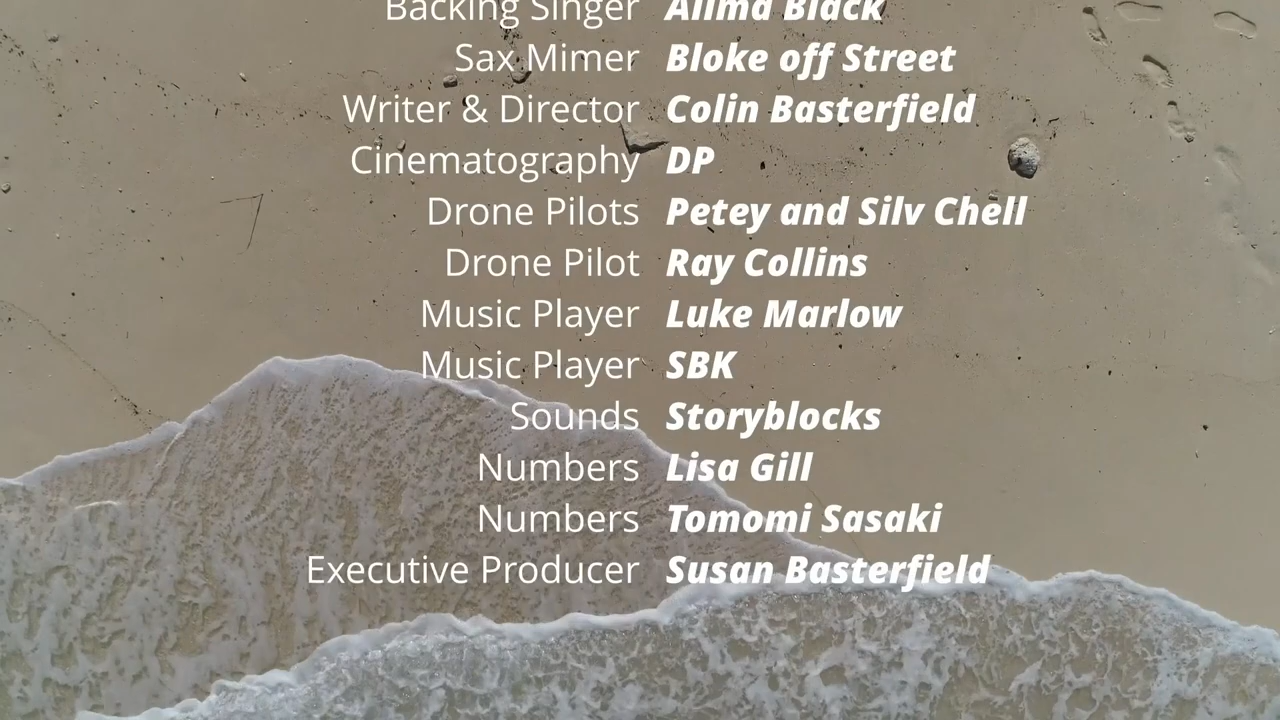 Backing Singer Alima Black
Sax Mimer Bloke off Street
Writer & Director Colin Basterfield
Cinematography DP
Drone Pilots Petey and Silv Chell
Drone Pilot Ray Collins
Music Player Luke Marlow
Music Player SBK
Sounds Storyblocks
Numbers Lisa Gill
Numbers Tomomi Sasaki
Executive Producer Susan Basterfield